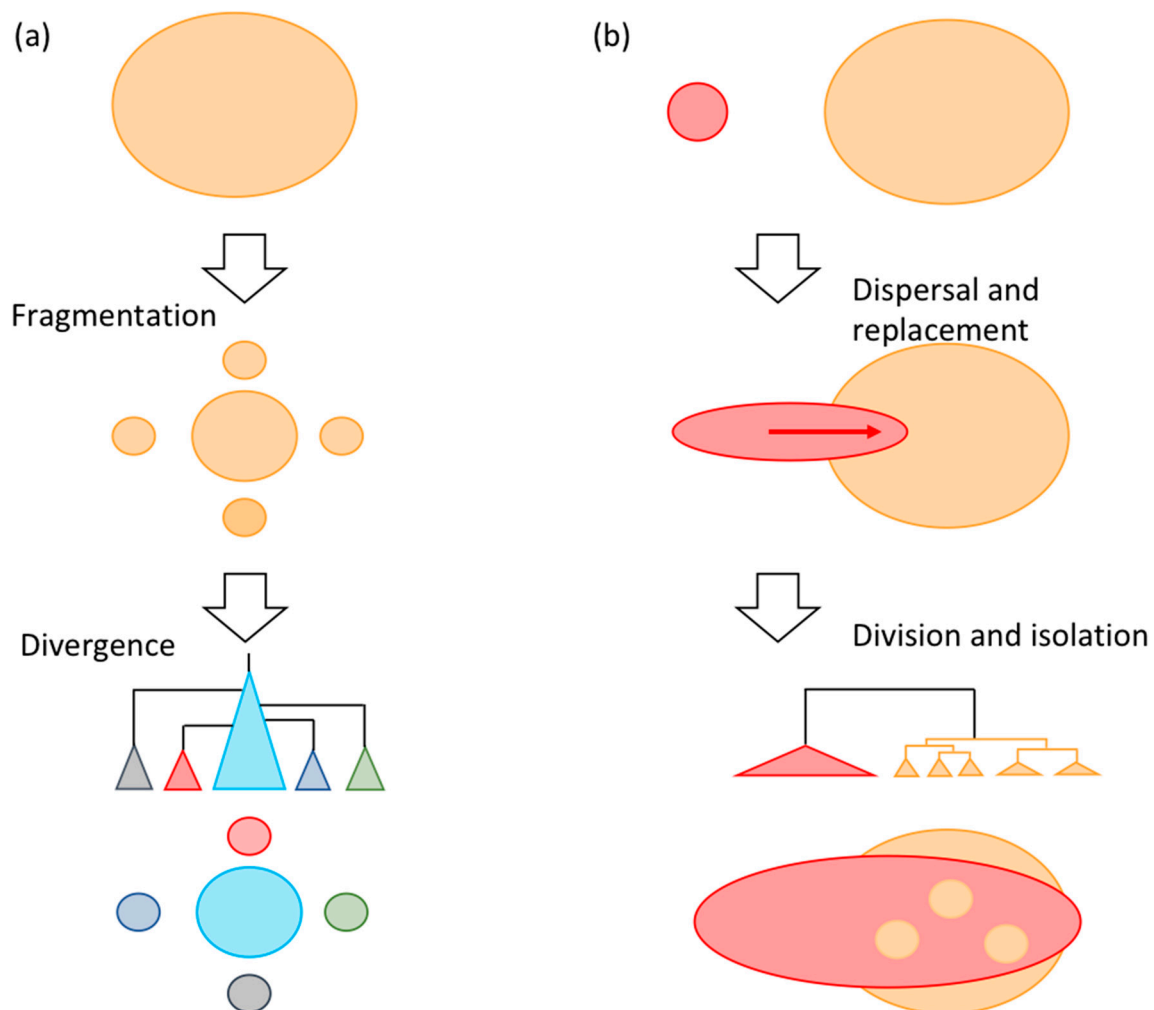 (a)
Fragmentation
Divergence
(b)
Dispersal and
replacement
Division and isolation